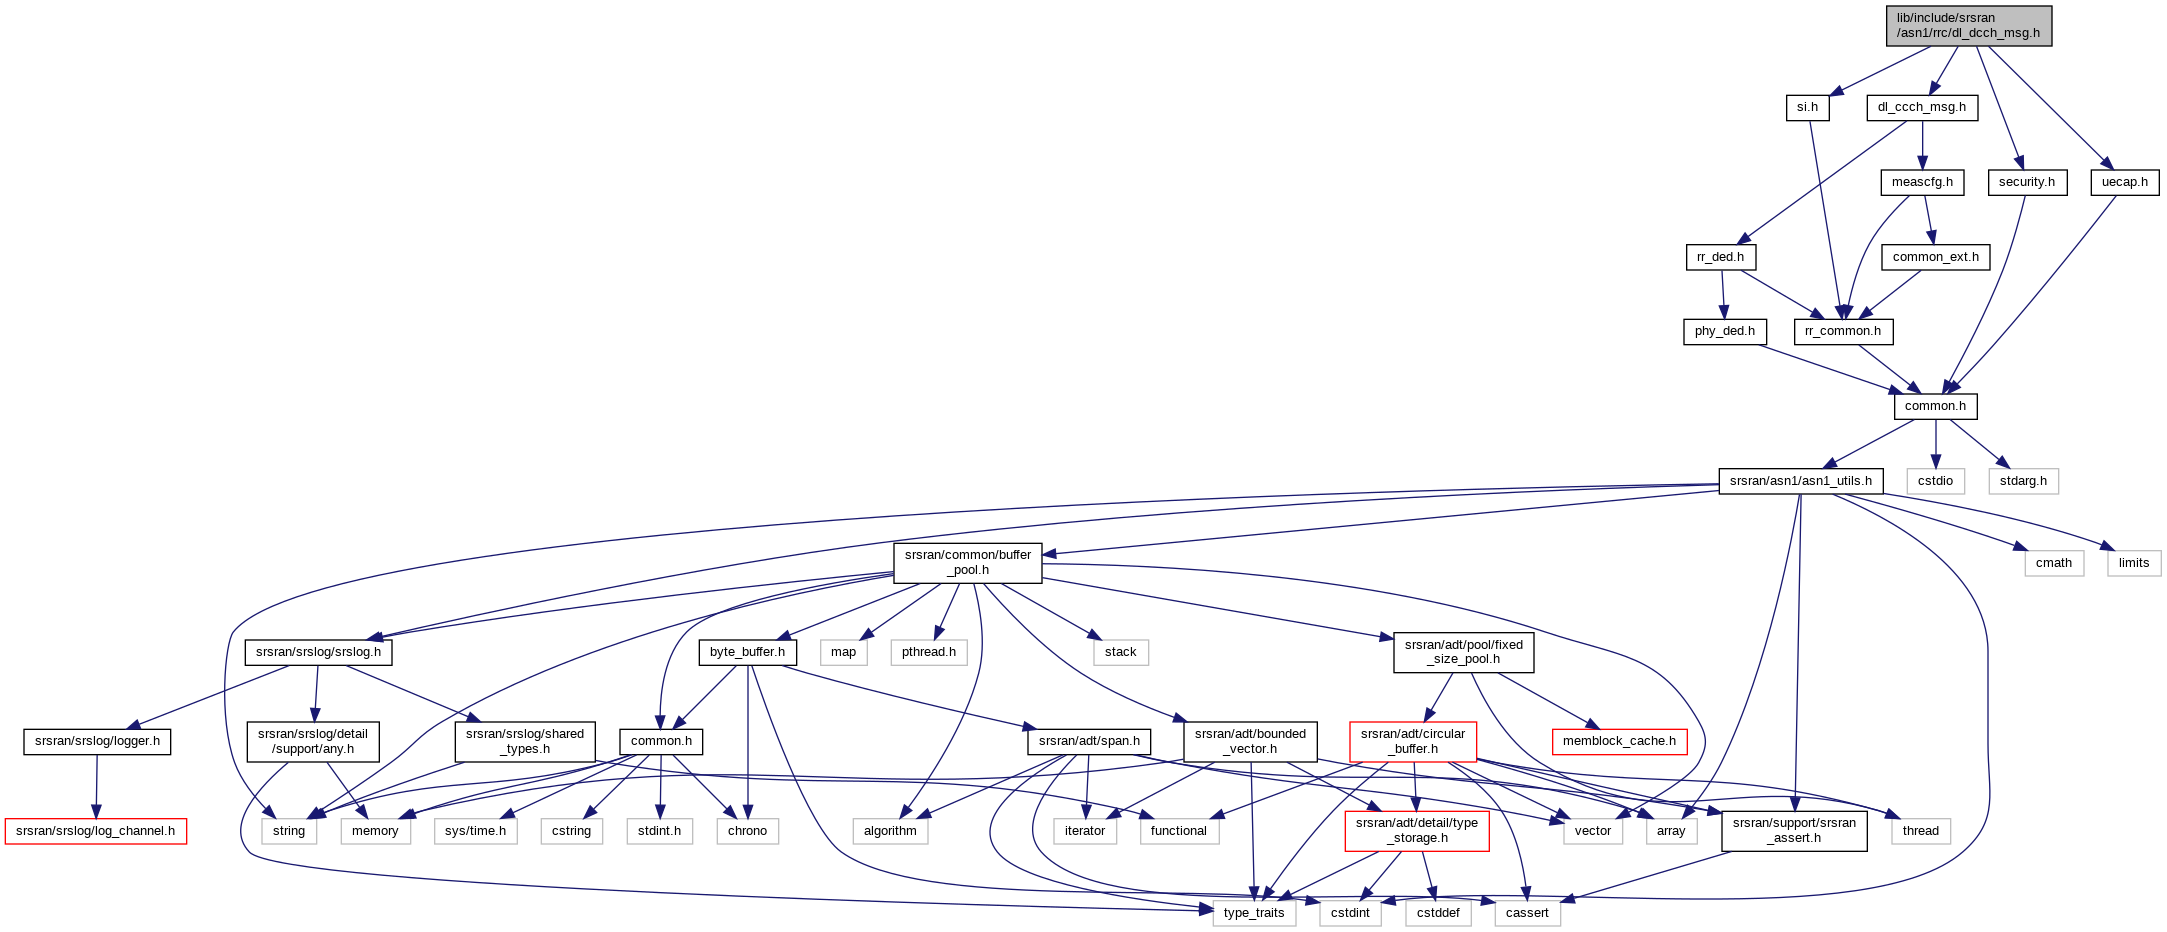 lib/include/srsran
/asn1/rrc/dl_dcch_msg.h
si.h
dl_ccch_msg.h
meascfg.h
security.h
uecap.h
rr_ded.h
common_ext.h
phy_ded.h
rr_common.h
common.h
srsran/asn1/asn1_utils.h
cstdio
stdarg.h
srsran/common/buffer
_pool.h
cmath
limits
srsran/srslog/srslog.h
byte_buffer.h
map
pthread.h
stack
srsran/adt/pool/fixed
_size_pool.h
srsran/srslog/logger.h
srsran/srslog/detail
/support/any.h
srsran/srslog/shared
_types.h
common.h
srsran/adt/span.h
srsran/adt/bounded
_vector.h
srsran/adt/circular
_buffer.h
memblock_cache.h
srsran/srslog/log_channel.h
string
memory
sys/time.h
cstring
stdint.h
chrono
algorithm
iterator
functional
srsran/adt/detail/type
_storage.h
vector
array
srsran/support/srsran
_assert.h
thread
type_traits
cstdint
cstddef
cassert